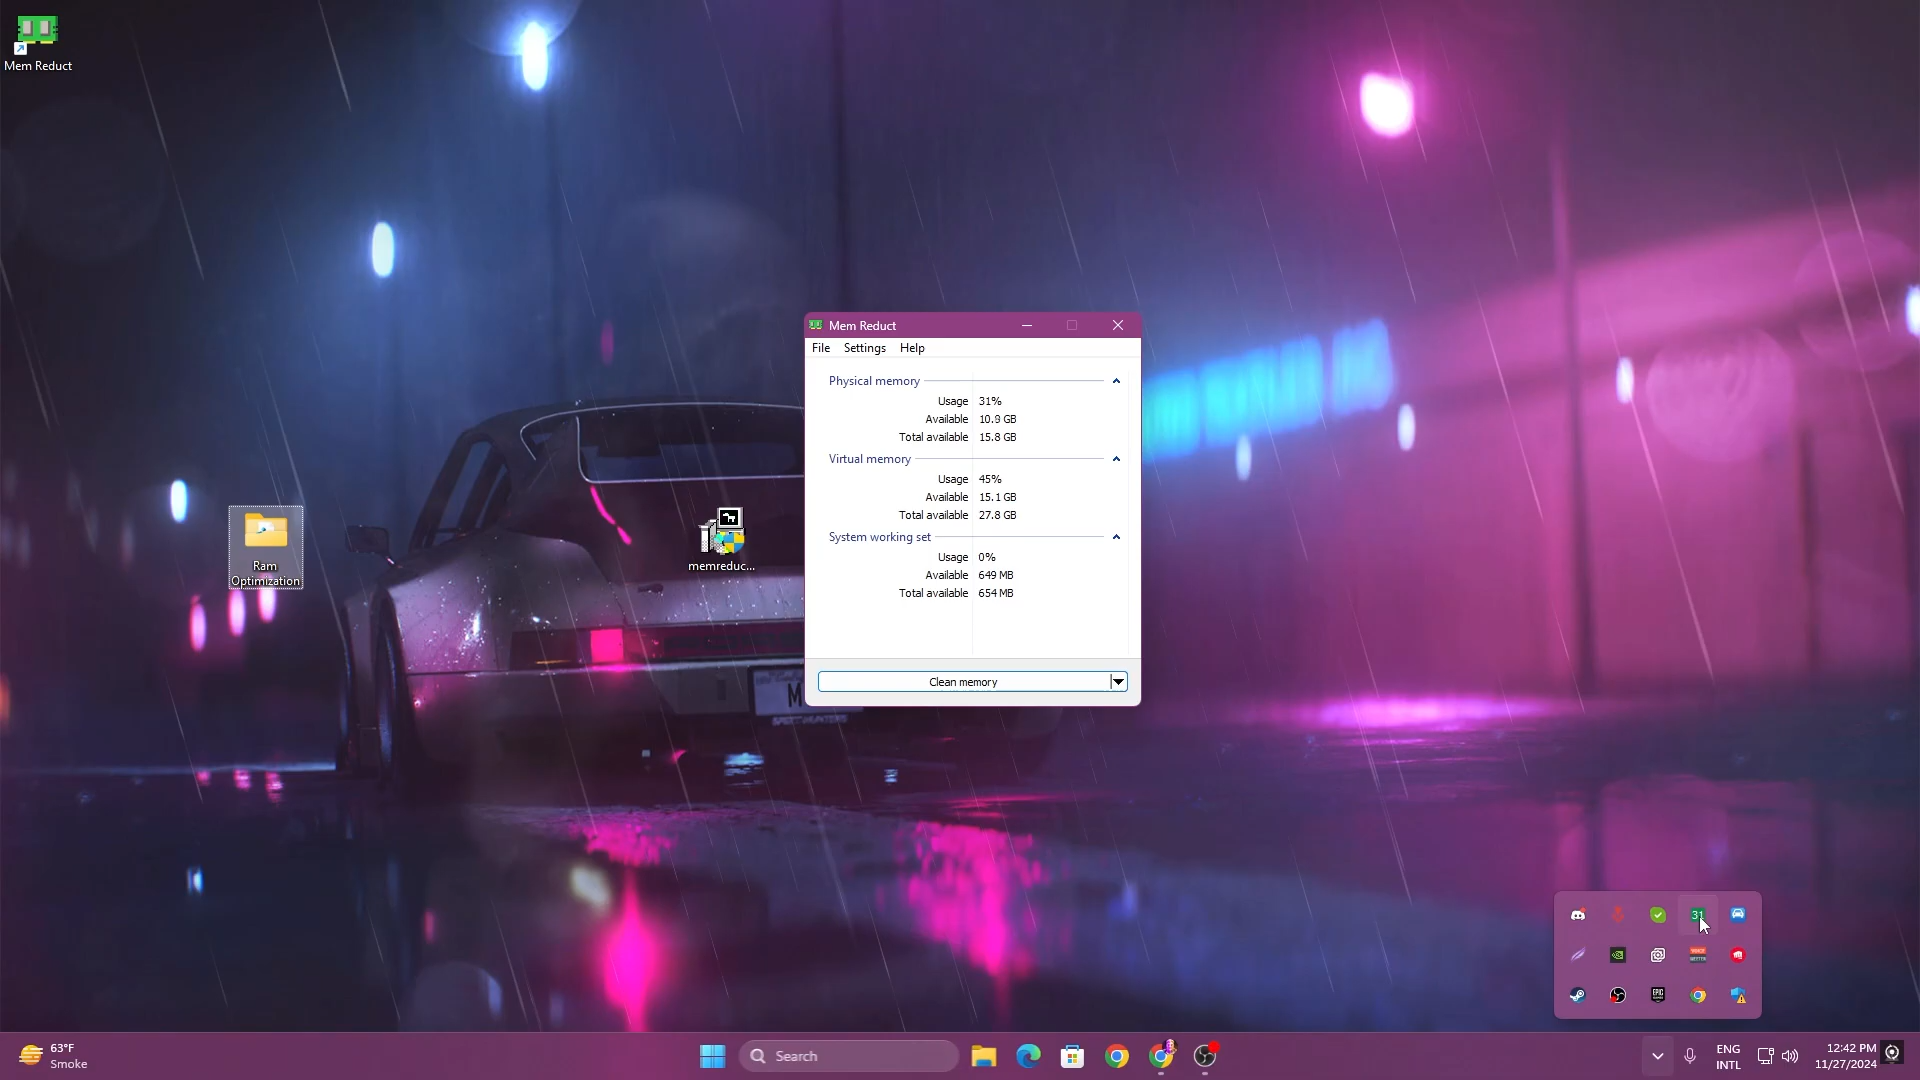 Mem Reduct
Ram
Optimization
memreduc...
Mem Reduct
File Settings Help
Physical memory
Usage 31%
Available 10.9 GB
Total available 15.8 GB
Virtual memory
Usage 45%
Available 15.1 GB
Total available 27.8 GB
System working set
Usage 0%
Available 649 MB
Total available 654 MB
Clean memory
31
EPIC
63°F
Smoke
Search
ENG
INTL
12:42 PM
11/27/2024